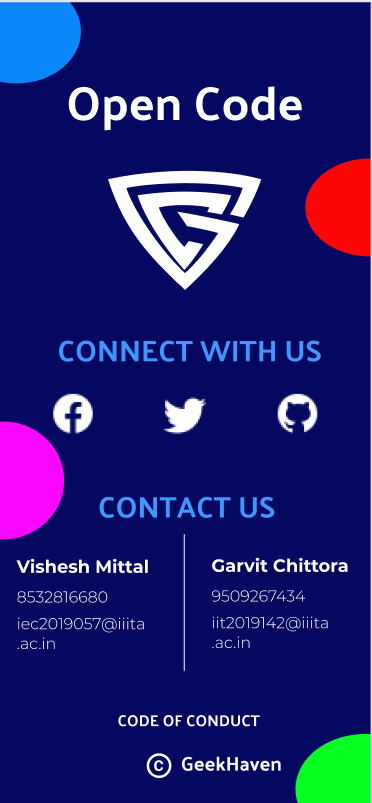 Open Code
CONNECT WITH US
CONTACT US
Vishesh Mittal
8532816680
iec2019057@iiita
.ac.in
Garvit Chittora
9509267434
iit2019142@iiita
.ac.in
CODE OF CONDUCT
© GeekHaven